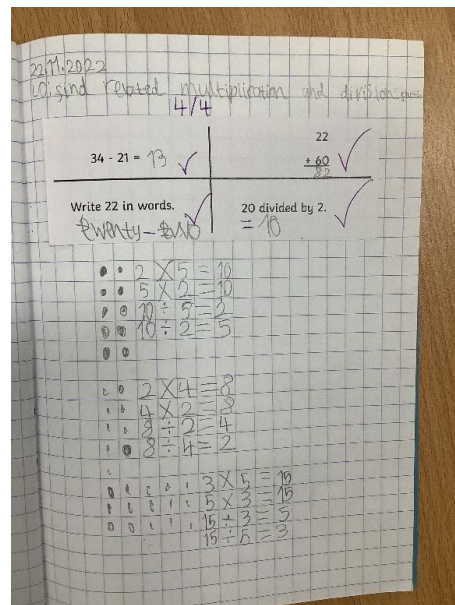 22.11.2022
LO: find related multiplication and division facts
4/4
34 - 21 = 13
22
+ 60
82
Write 22 in words.
twenty-two
20 divided by 2.
= 10
2 × 5 = 10
5 × 2 = 10
10 ÷ 5 = 2
10 ÷ 2 = 5
2 × 4 = 8
4 × 2 = 8
8 ÷ 2 = 4
8 ÷ 4 = 2
3 × 5 = 15
5 × 3 = 15
15 ÷ 3 = 5
15 ÷ 5 = 3